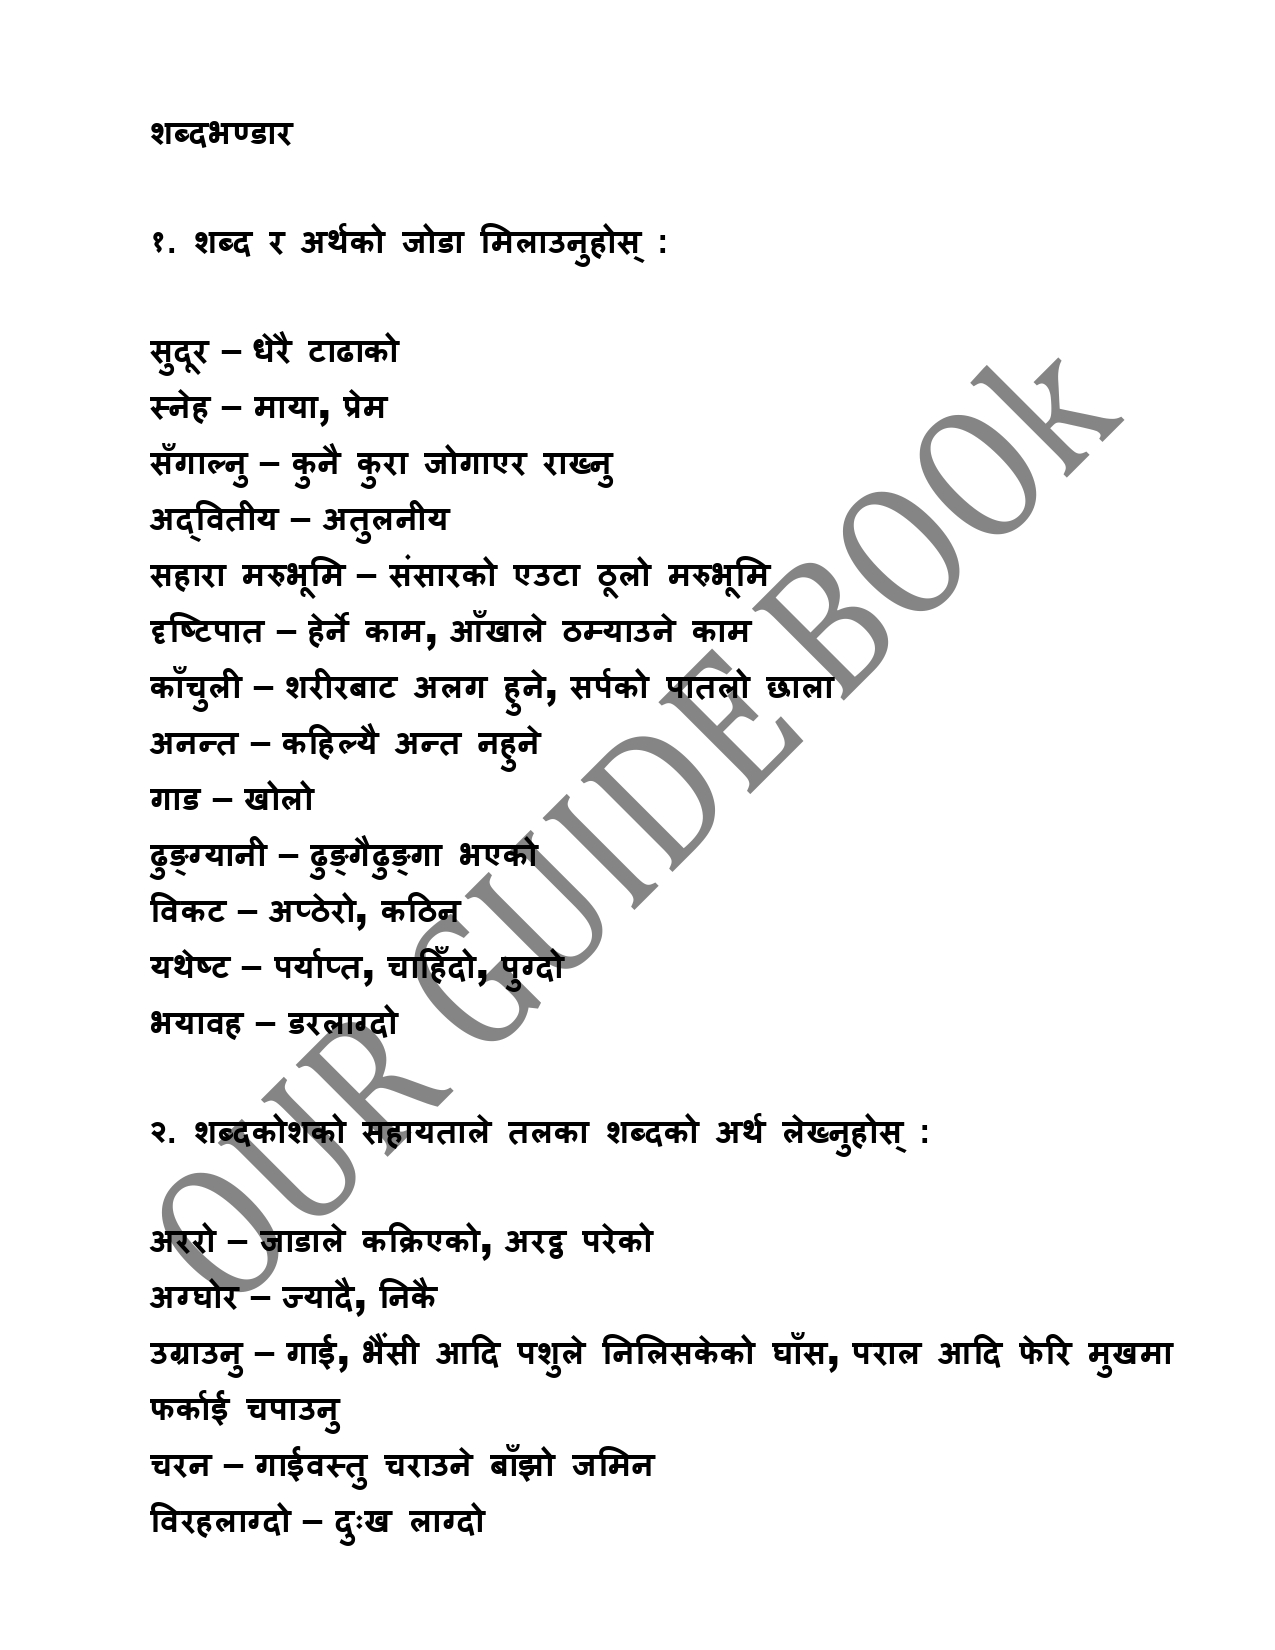 शब्दभण्डार
१. शब्द र अर्थको जोडा मिलाउनुहोस् :
सुदूर – धेरै टाढाको
स्नेह – माया, प्रेम
सँगाल्नु – कुनै कुरा जोगाएर राख्नु
अद्‌वितीय – अतुलनीय
सहारा मरुभूमि – संसारको एउटा ठूलो मरुभूमि
दृष्टिपात – हेर्ने काम, आँखाले ठम्याउने काम
काँचुली – शरीरबाट अलग हुने, सर्पको पातलो छाला
अनन्त – कहिल्यै अन्त नहुने
गाड – खोलो
ढुङ्ग्यानी – ढुङ्गैढुङ्गा भएको
विकट – अप्ठेरो, कठिन
यथेष्ट – पर्याप्त, चाहिँदो, पुग्दो
भयावह – डरलाग्दो
२. शब्दकोशको सहायताले तलका शब्दको अर्थ लेख्नुहोस् :
अररो – जाडाले कक्रिएको, अरट्ठ परेको
अग्घोर – ज्यादै, निकै
उग्राउनु – गाई, भैंसी आदि पशुले निलिसकेको घाँस, पराल आदि फेरि मुखमा
फर्काई चपाउनु
चरन – गाईवस्तु चराउने बाँझो जमिन
विरहलाग्दो – दुःख लाग्दो
OUR GUIDE BOOk